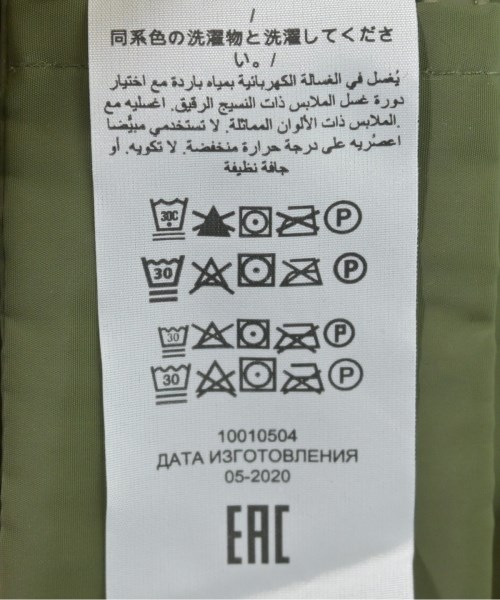 /
同系色の洗濯物と洗濯してくださ
い。/
يُغسل في الغسالة الكهربائية بمياه باردة مع اختيار
دورة غسل الملابس ذات النسيج الرقيق. اغسليه مع
الملابس ذات الألوان المماثلة. لا تستخدمي مبيِّضا.
اعصُريه على درجة حرارة منخفضة. لا تكويه. أو
جافة نظيفة
30C P
30 P
30 P
30 P
10010504
ДАТА ИЗГОТОВЛЕНИЯ
05-2020
EAC